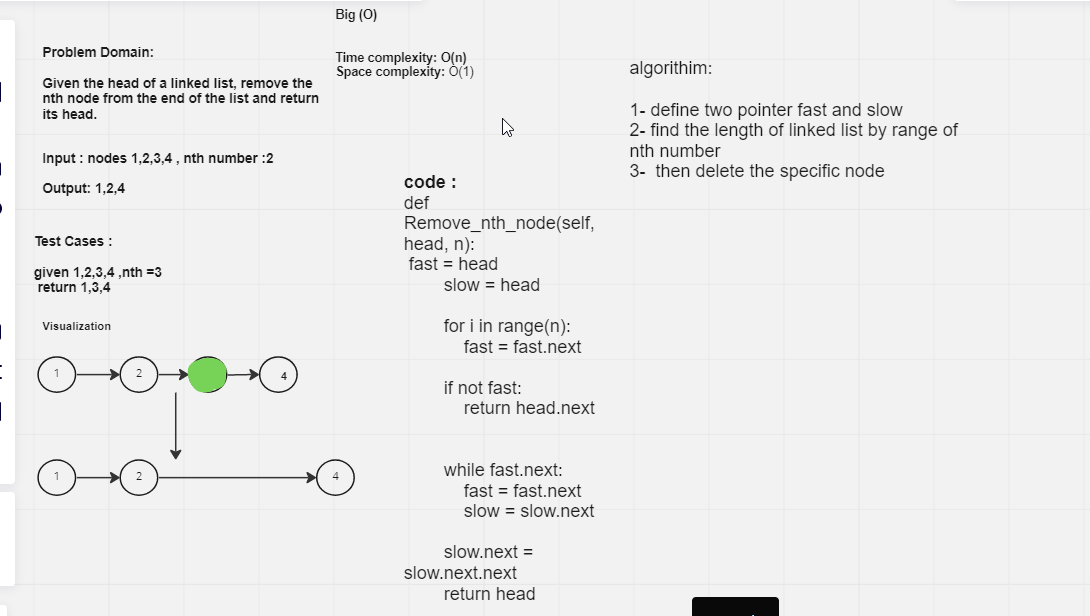 Big (O)
Time complexity: O(n)
Space complexity: O(1)
Problem Domain:
Given the head of a linked list, remove the
nth node from the end of the list and return
its head.
Input : nodes 1,2,3,4 , nth number :2
Output: 1,2,4
Test Cases :
given 1,2,3,4 ,nth =3
return 1,3,4
Visualization
1 2 4
1 2 4
code :
def
Remove_nth_node(self,
head, n):
fast = head
slow = head
for i in range(n):
fast = fast.next
if not fast:
return head.next
while fast.next:
fast = fast.next
slow = slow.next
slow.next =
slow.next.next
return head
algorithim:
1- define two pointer fast and slow
2- find the length of linked list by range of
nth number
3- then delete the specific node